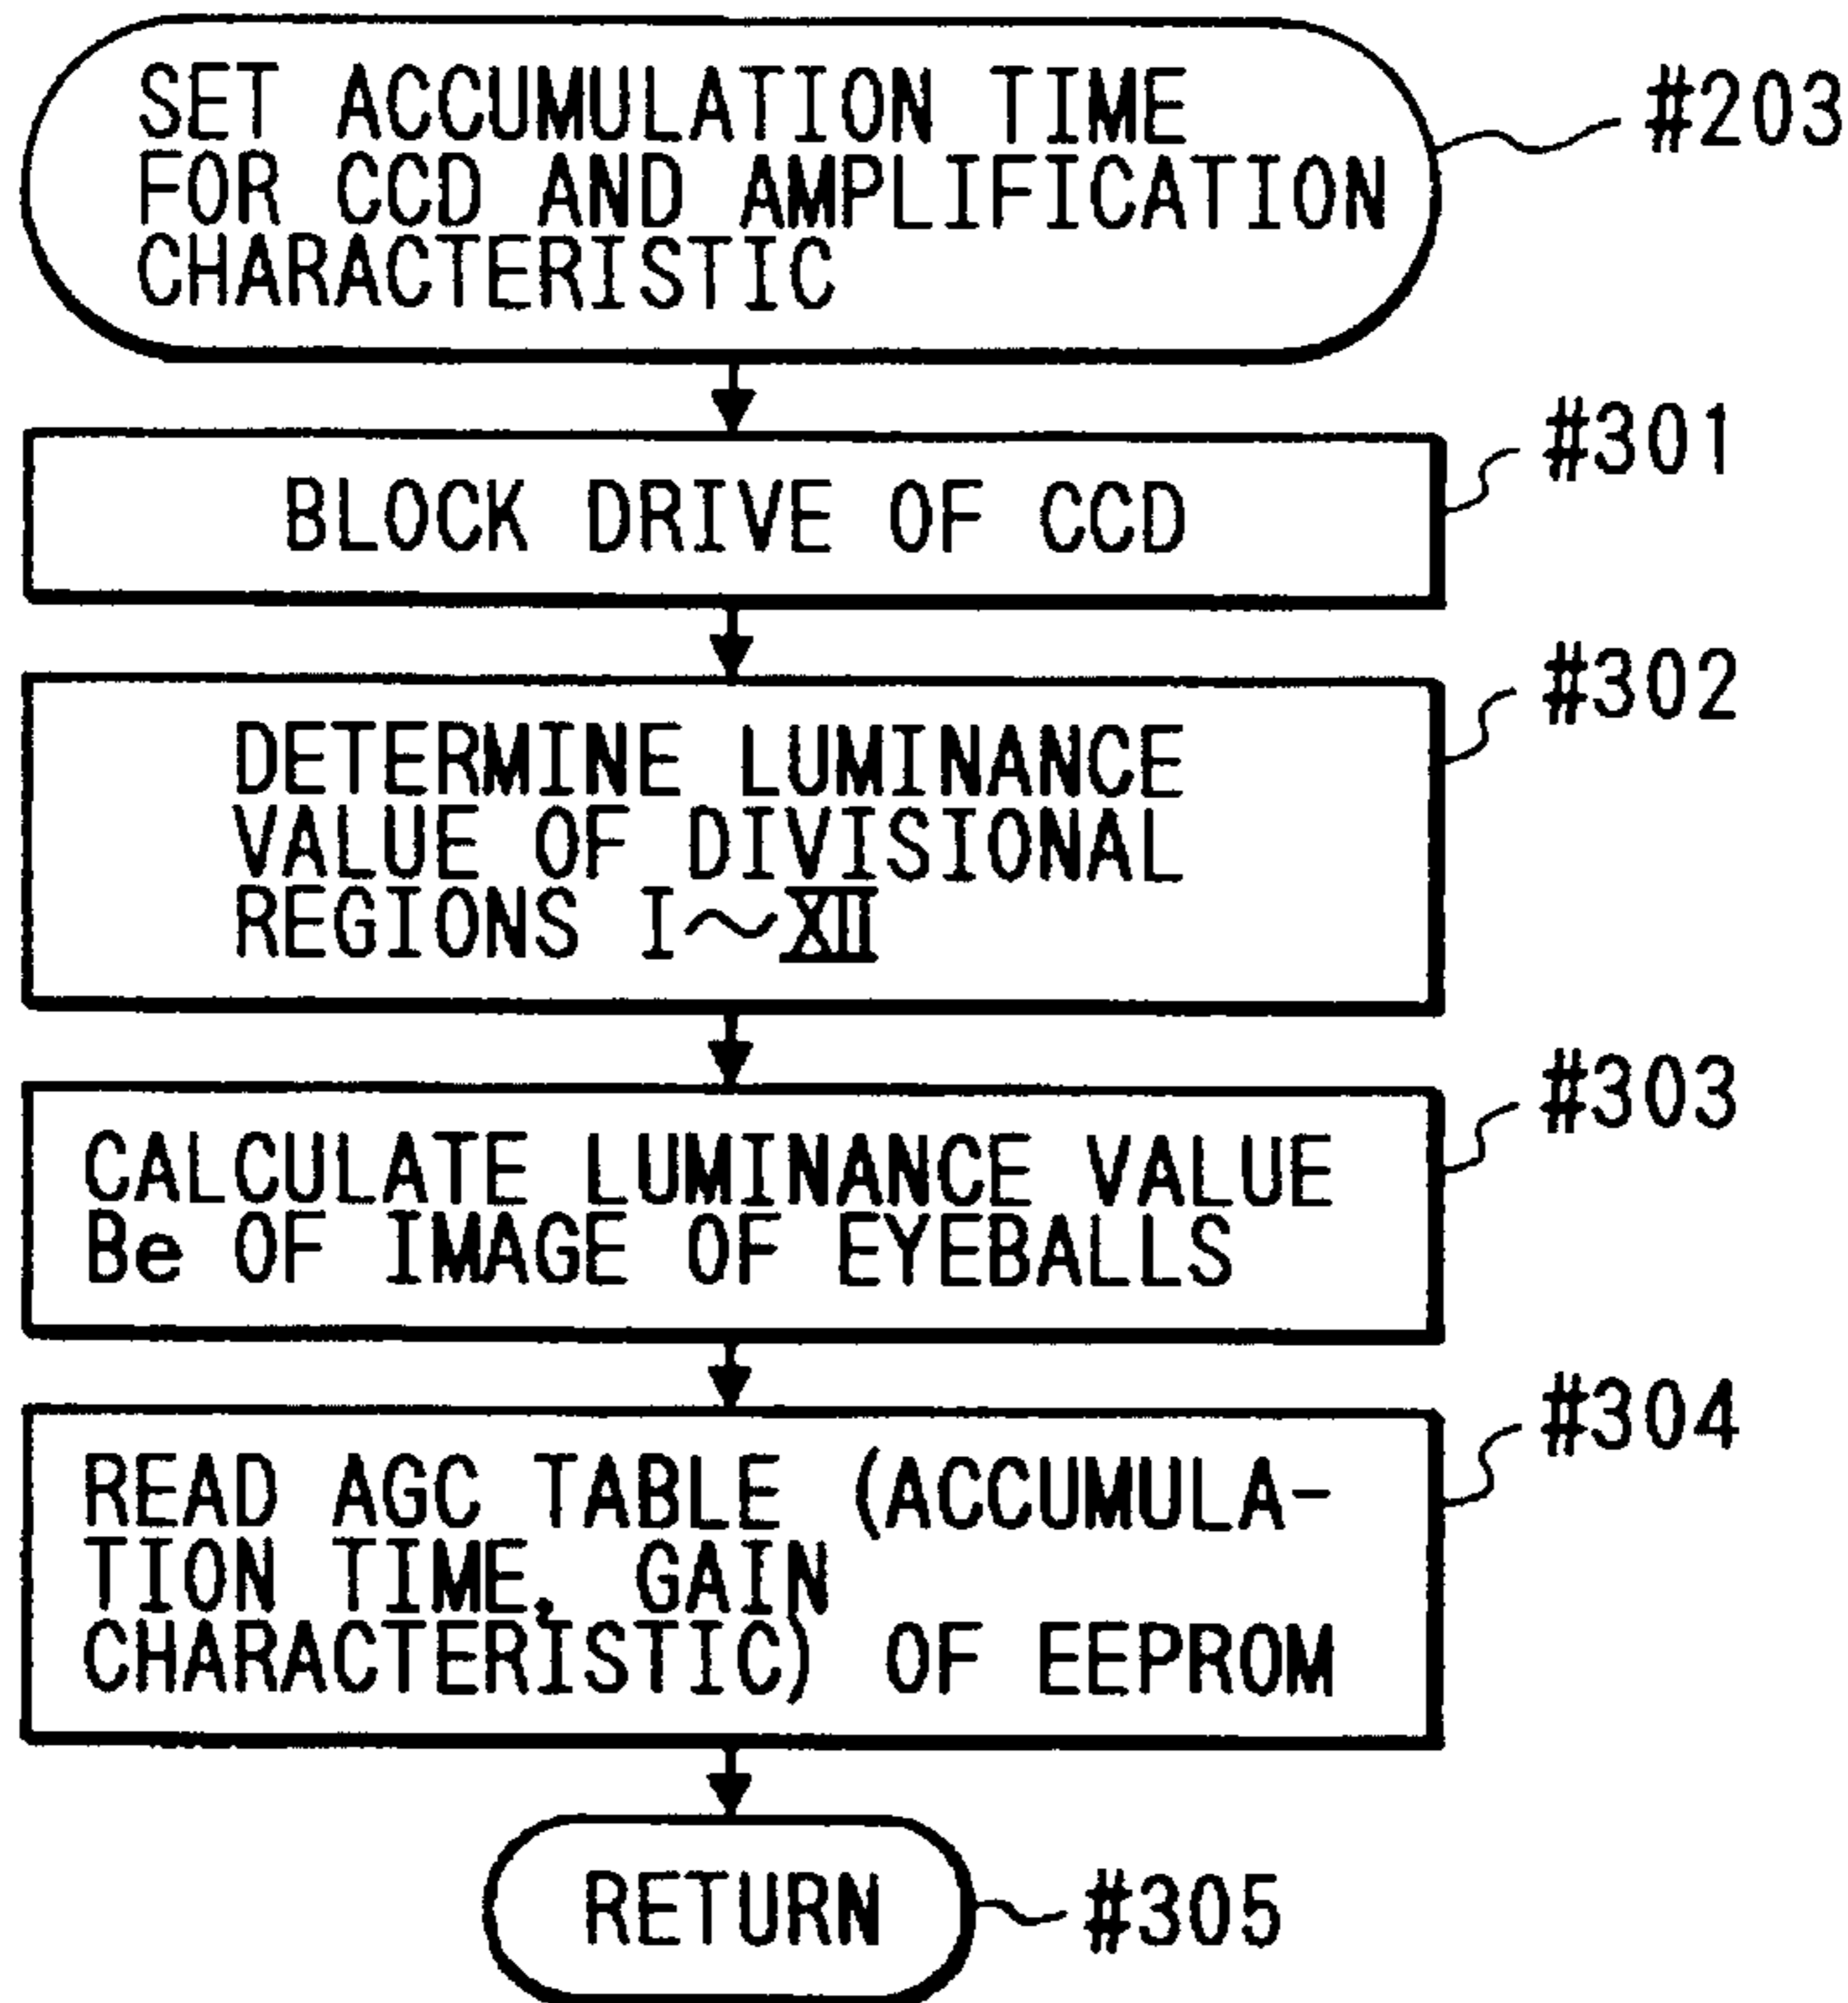 SET ACCUMULATION TIME
FOR CCD AND AMPLIFICATION
CHARACTERISTIC
#203
BLOCK DRIVE OF CCD
#301
DETERMINE LUMINANCE
VALUE OF DIVISIONAL
REGIONS I~XII
#302
CALCULATE LUMINANCE VALUE
Be OF IMAGE OF EYEBALLS
#303
READ AGC TABLE (ACCUMULA-
TION TIME, GAIN
CHARACTERISTIC) OF EEPROM
#304
RETURN
#305